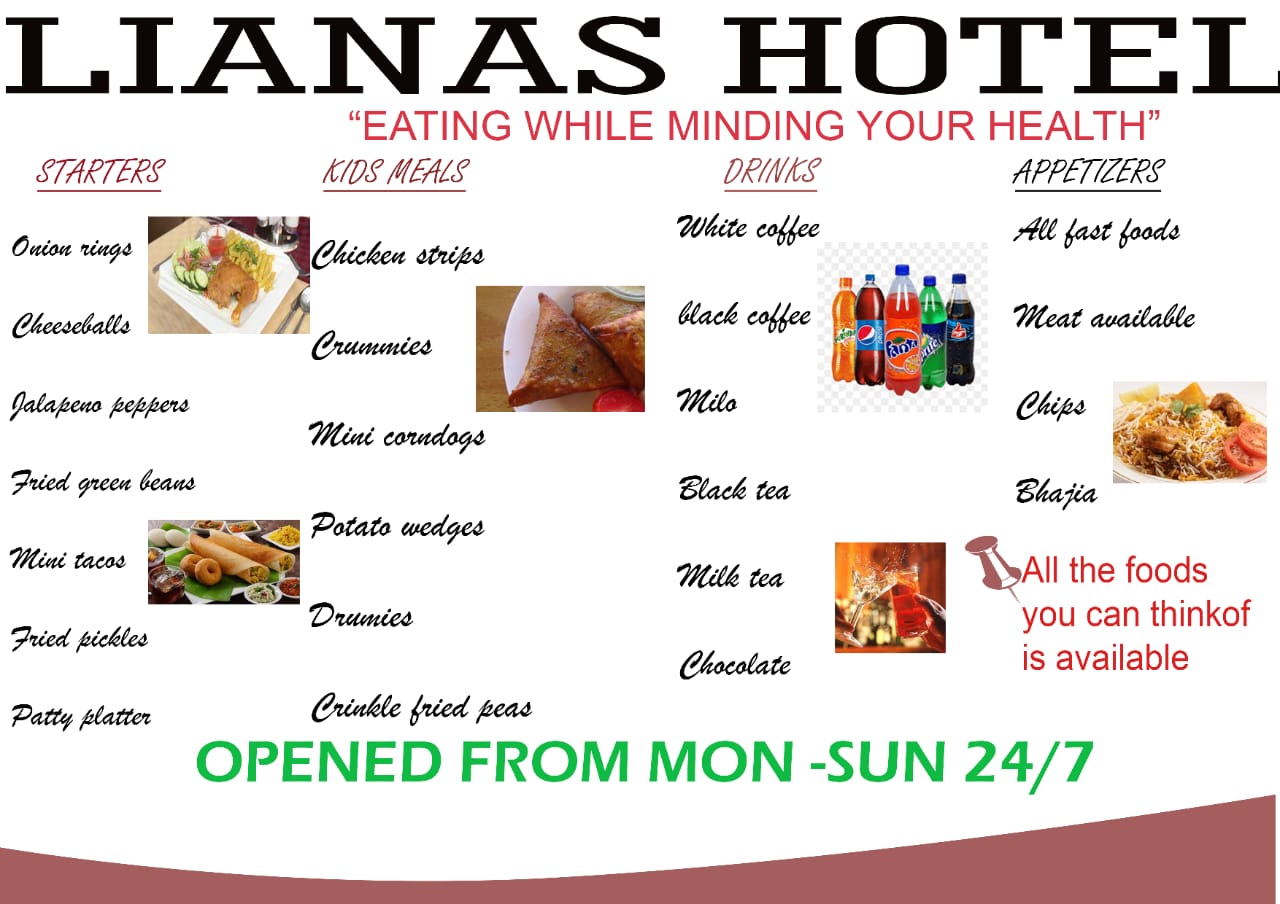 LIANAS HOTEL
“EATING WHILE MINDING YOUR HEALTH”
STARTERS
Onion rings
Cheeseballs
Jalapeno peppers
Fried green beans
Mini tacos
Fried pickles
Patty platter
KIDS MEALS
Chicken strips
Crummies
Mini corndogs
Potato wedges
Drumies
Crinkle fried peas
DRINKS
White coffee
black coffee
Milo
Black tea
Milk tea
Chocolate
pepsi
Fanta
Sprite
APPETIZERS
All fast foods
Meat available
Chips
Bhajia
All the foods
you can thinkof
is available
OPENED FROM MON -SUN 24/7